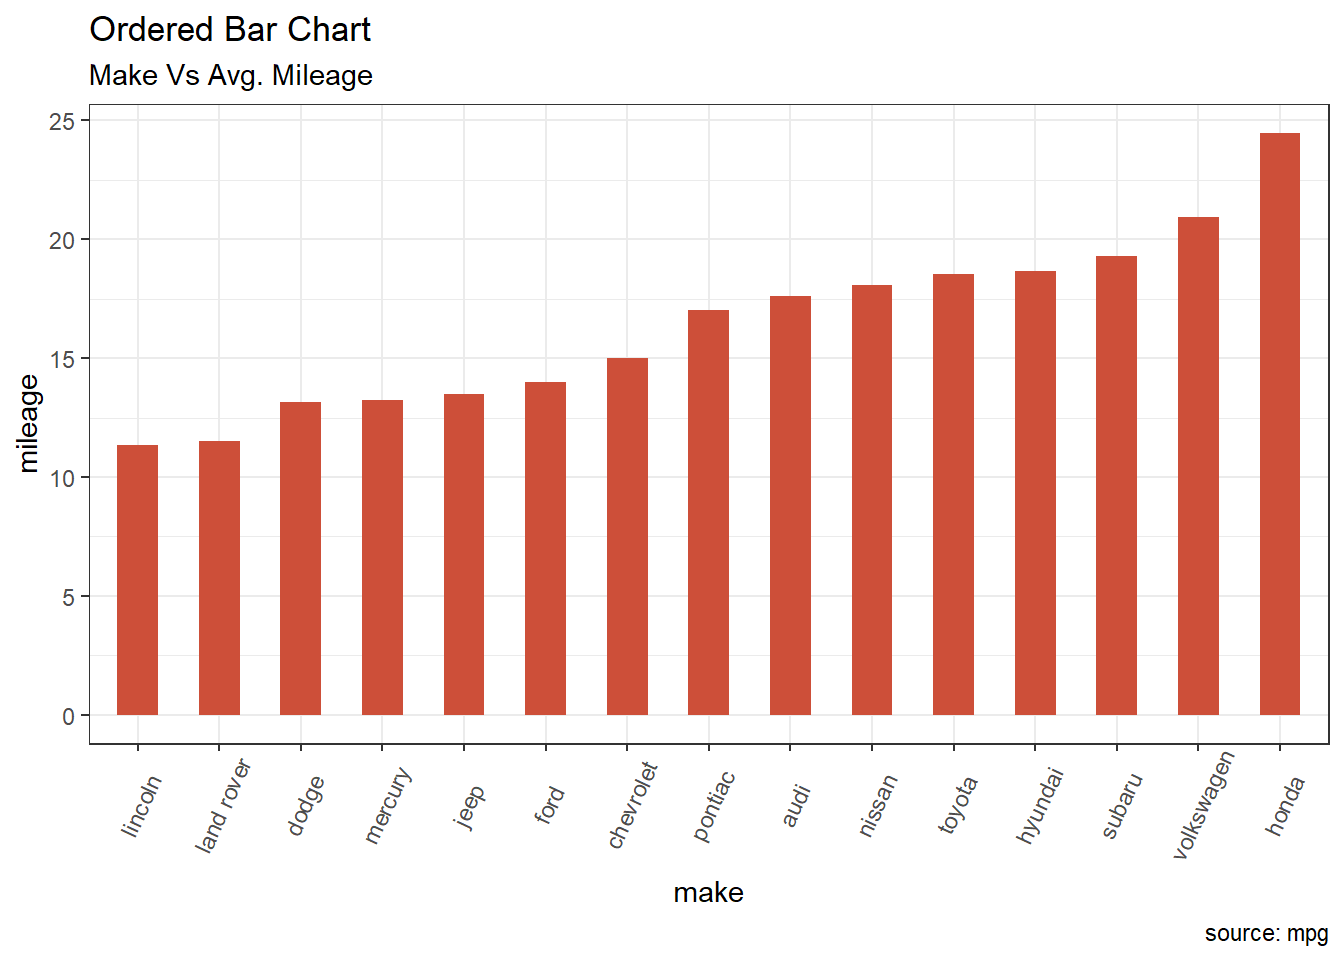 Ordered Bar Chart
Make Vs Avg. Mileage
25
20
15
10
5
0
mileage
lincoln
land rover
dodge
mercury
jeep
ford
chevrolet
pontiac
audi
nissan
toyota
hyundai
subaru
volkswagen
honda
make
source: mpg